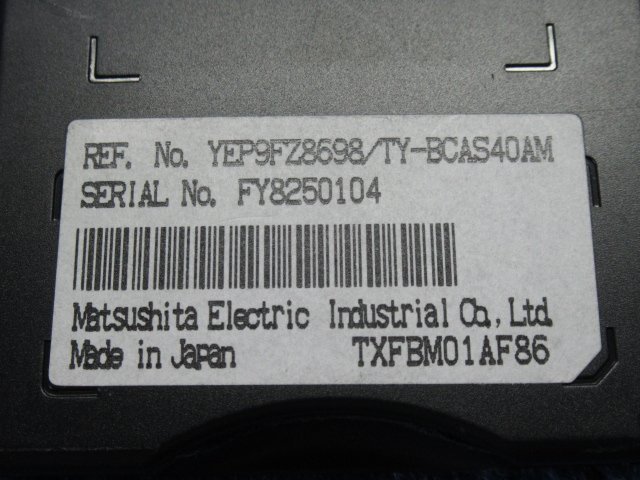 REF. No. YEP9FZ8698/TY-BCAS40AM
SERIAL No. FY8250104
Matsushita Electric Industrial Co., Ltd.
Made in Japan TXFBM01AF86